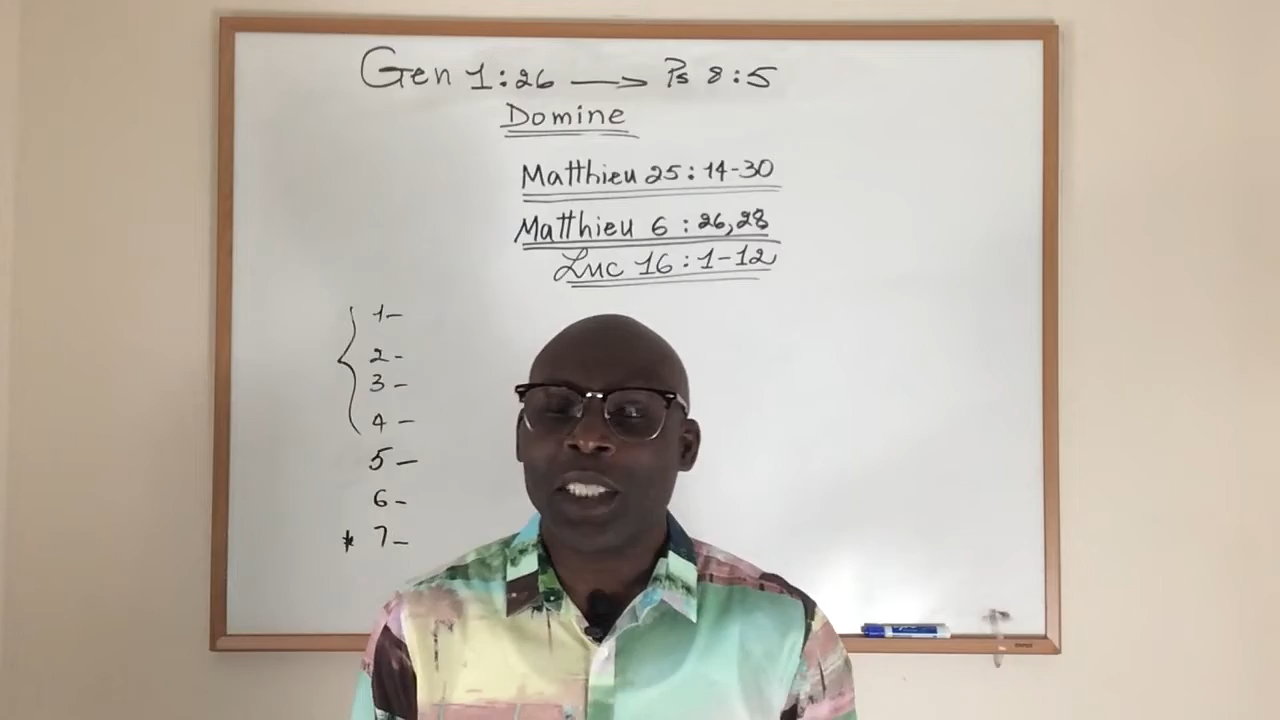 Gen 1:26 → Ps 8:5
Domine
Matthieu 25:14-30
Matthieu 6:26,28
Luc 16:1-12
1-
2-
3-
4-
5-
6-
* 7-